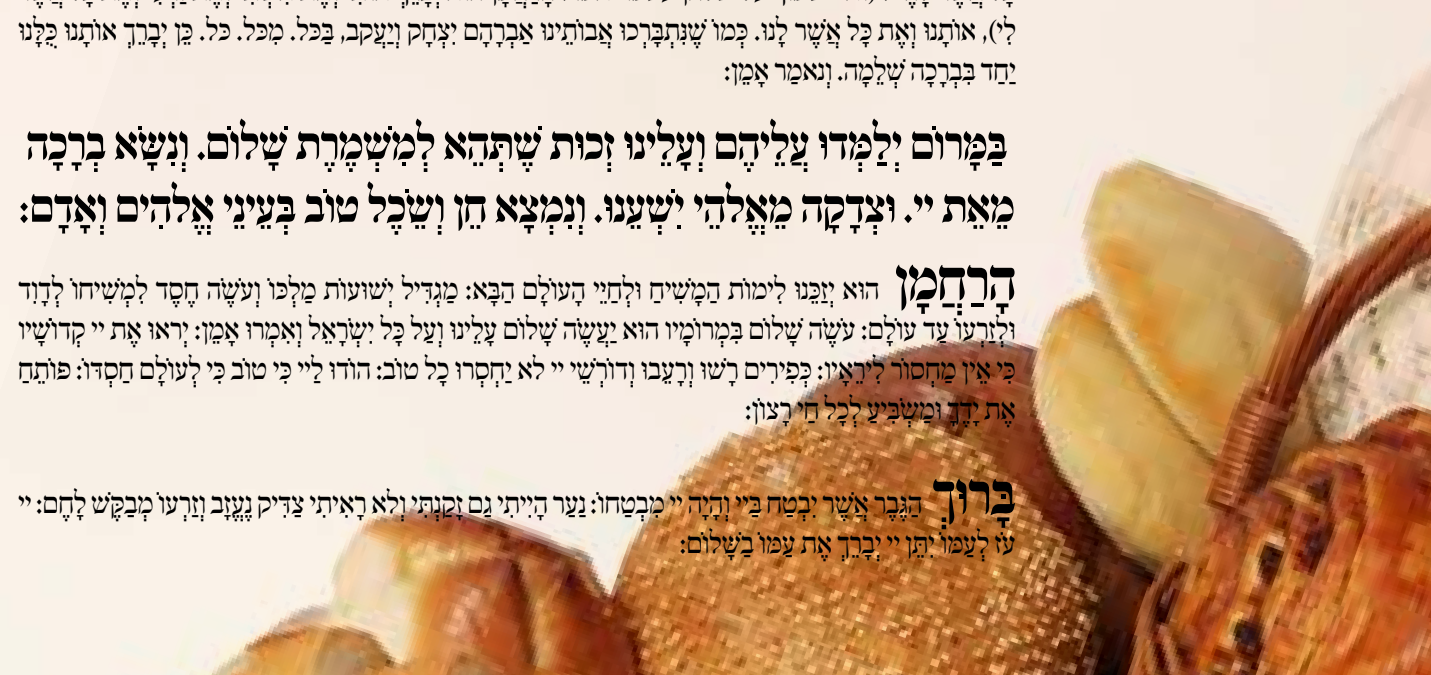 לִי), אוֹתָנוּ וְאֶת כָּל אֲשֶׁר לָנוּ. כְּמוֹ שֶׁנִּתְבָּרְכוּ אֲבוֹתֵינוּ אַבְרָהָם יִצְחָק וְיַעֲקֹב, בַּכֹּל. מִכֹּל. כֹּל. כֵּן יְבָרֵךְ אוֹתָנוּ כֻּלָּנוּ
יַחַד בִּבְרָכָה שְׁלֵמָה. וְנֹאמַר אָמֵן:
בַּמָּרוֹם יְלַמְּדוּ עֲלֵיהֶם וְעָלֵינוּ זְכוּת שֶׁתְּהֵא לְמִשְׁמֶרֶת שָׁלוֹם. וְנִשָּׂא בְרָכָה
מֵאֵת יי. וּצְדָקָה מֵאֱלֹהֵי יִשְׁעֵנוּ. וְנִמְצָא חֵן וְשֵׂכֶל טוֹב בְּעֵינֵי אֱלֹהִים וְאָדָם:
הָרַחֲמָן הוּא יְזַכֵּנוּ לִימוֹת הַמָּשִׁיחַ וּלְחַיֵּי הָעוֹלָם הַבָּא: מַגְדִּיל יְשׁוּעוֹת מַלְכּוֹ וְעֹשֶׂה חֶסֶד לִמְשִׁיחוֹ לְדָוִד
וּלְזַרְעוֹ עַד עוֹלָם: עֹשֶׂה שָׁלוֹם בִּמְרוֹמָיו הוּא יַעֲשֶׂה שָׁלוֹם עָלֵינוּ וְעַל כָּל יִשְׂרָאֵל וְאִמְרוּ אָמֵן: יְראוּ אֶת יי קְדוֹשָׁיו
כִּי אֵין מַחְסוֹר לִירֵאָיו: כְּפִירִים רָשׁוּ וְרָעֵבוּ וְדוֹרְשֵׁי יי לֹא יַחְסְרוּ כָל טוֹב: הוֹדוּ לַיי כִּי טוֹב כִּי לְעוֹלָם חַסְדּוֹ: פּוֹתֵחַ
אֶת יָדֶךָ וּמַשְׂבִּיעַ לְכָל חַי רָצוֹן:
בָּרוּךְ הַגֶּבֶר אֲשֶׁר יִבְטַח בַּיי וְהָיָה יי מִבְטַחוֹ: נַעַר הָיִיתִי גַם זָקַנְתִּי וְלֹא רָאִיתִי צַדִּיק נֶעֱזָב וְזַרְעוֹ מְבַקֶּשׁ לָחֶם: יי
עֹז לְעַמּוֹ יִתֵּן יי יְבָרֵךְ אֶת עַמּוֹ בַשָּׁלוֹם: